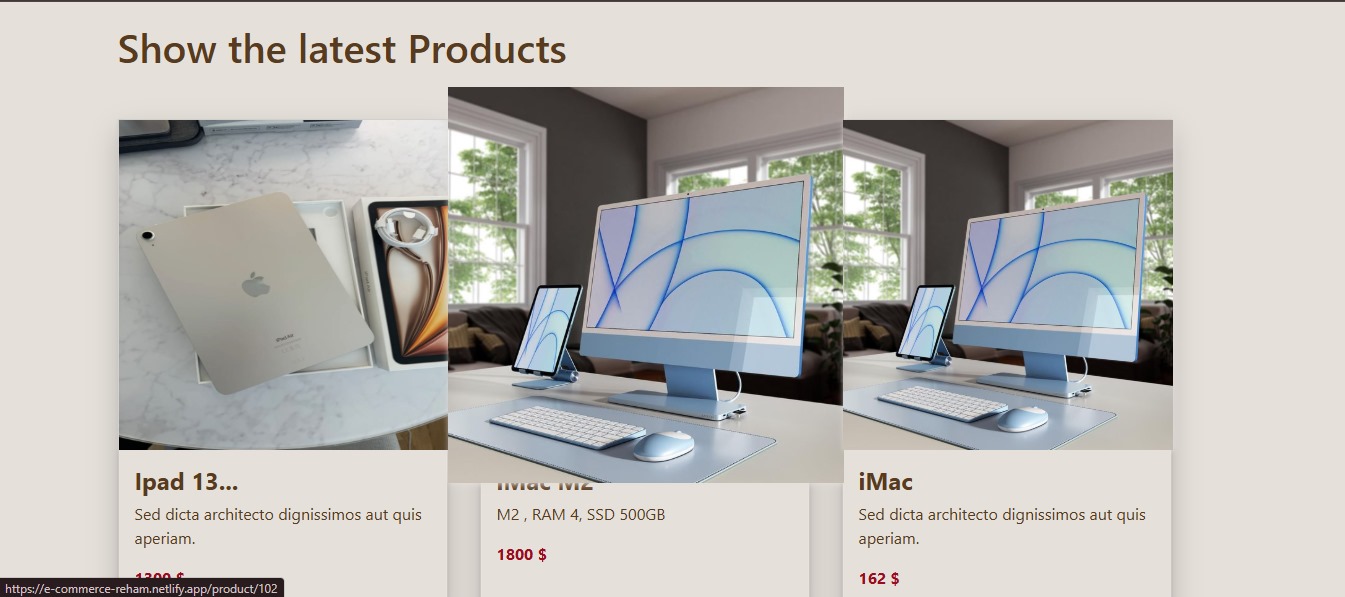 Show the latest Products
Ipad 13...
Sed dicta architecto dignissimos aut quis
aperiam.
1300 $
iMac M2
M2 , RAM 4, SSD 500GB
1800 $
iMac
Sed dicta architecto dignissimos aut quis
aperiam.
162 $
https://e-commerce-reham.netlify.app/product/102